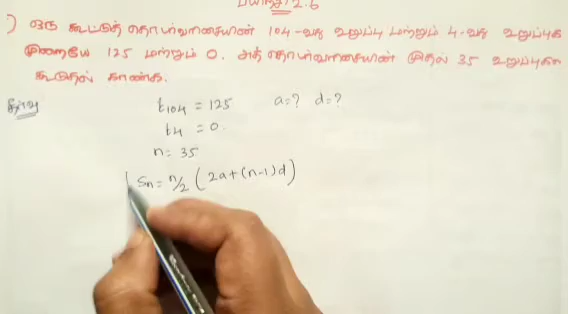 பயிற்சி 2.6
) ஒரு கூட்டுத் தொடர்வரிசையின் 104-வது உறுப்பு மற்றும் 4-வது உறுப்புக
முறையே 125 மற்றும் 0. அத் தொடர்வரிசையின் முதல் 35 உறுப்புகள
கூடுதல் காண்க.
தீர்வு t₁₀₄ = 125 a=? d=?
t₄ = 0.
n = 35
Sn = n/2 (2a+(n-1)d)